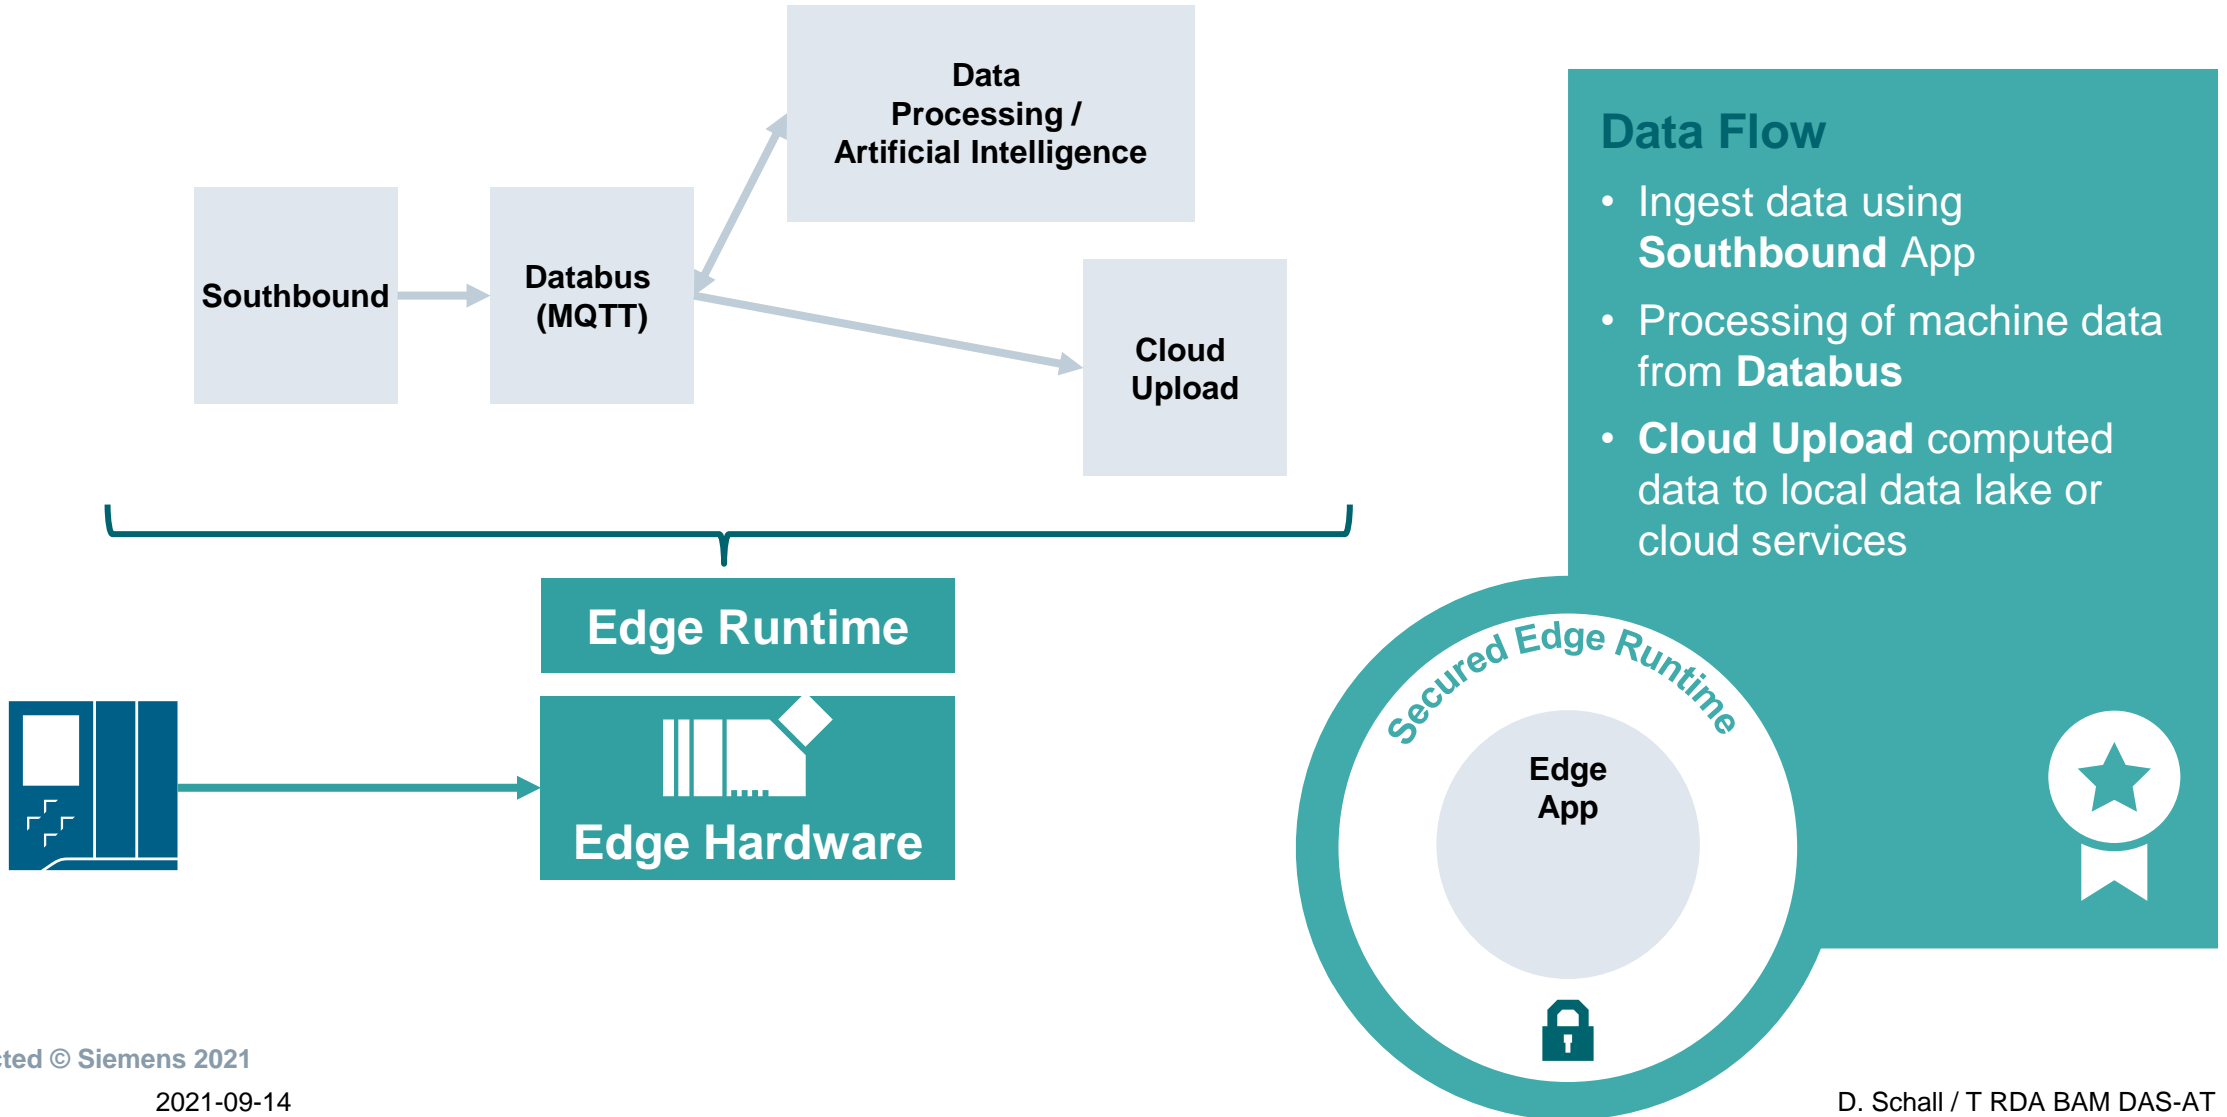 Data
Processing /
Artificial Intelligence
Southbound
Databus
(MQTT)
Cloud
Upload
Edge Runtime
Edge Hardware
Data Flow
• Ingest data using
Southbound App
• Processing of machine data
from Databus
• Cloud Upload computed
data to local data lake or
cloud services
Secured Edge Runtime
Edge
App
© Siemens 2021
2021-09-14
D. Schall / T RDA BAM DAS-AT